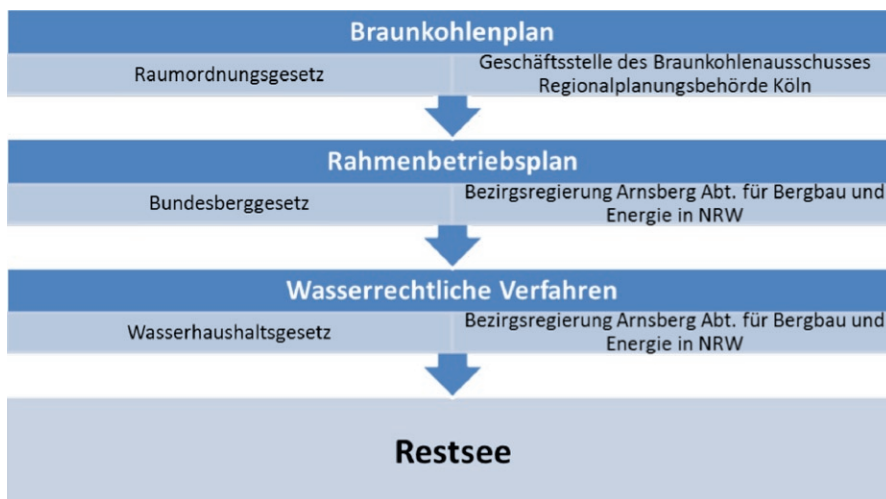 Braunkohlenplan
Raumordnungsgesetz
Geschäftsstelle des Braunkohlenausschusses
Regionalplanungsbehörde Köln
Rahmenbetriebsplan
Bundesberggesetz
Bezirgsregierung Arnsberg Abt. für Bergbau und
Energie in NRW
Wasserrechtliche Verfahren
Wasserhaushaltsgesetz
Bezirgsregierung Arnsberg Abt. für Bergbau und
Energie in NRW
Restsee